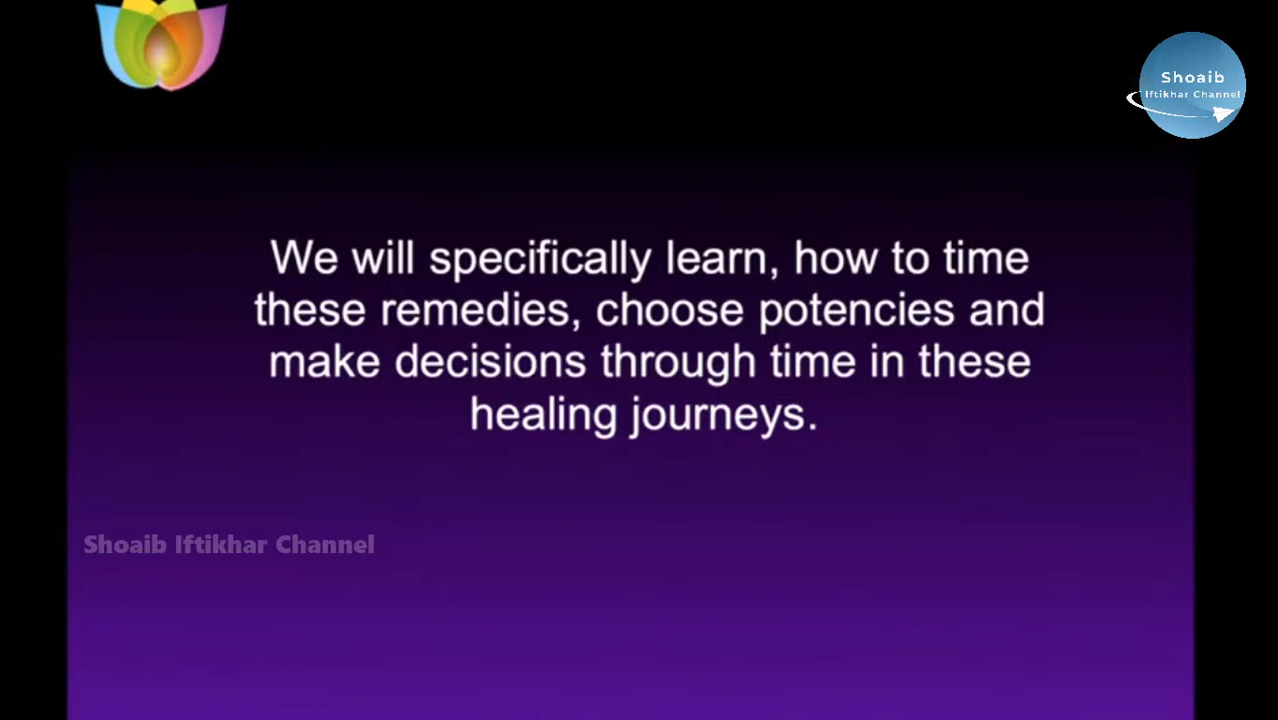 Shoaib
Iftikhar Channel
We will specifically learn, how to time
these remedies, choose potencies and
make decisions through time in these
healing journeys.
Shoaib Iftikhar Channel